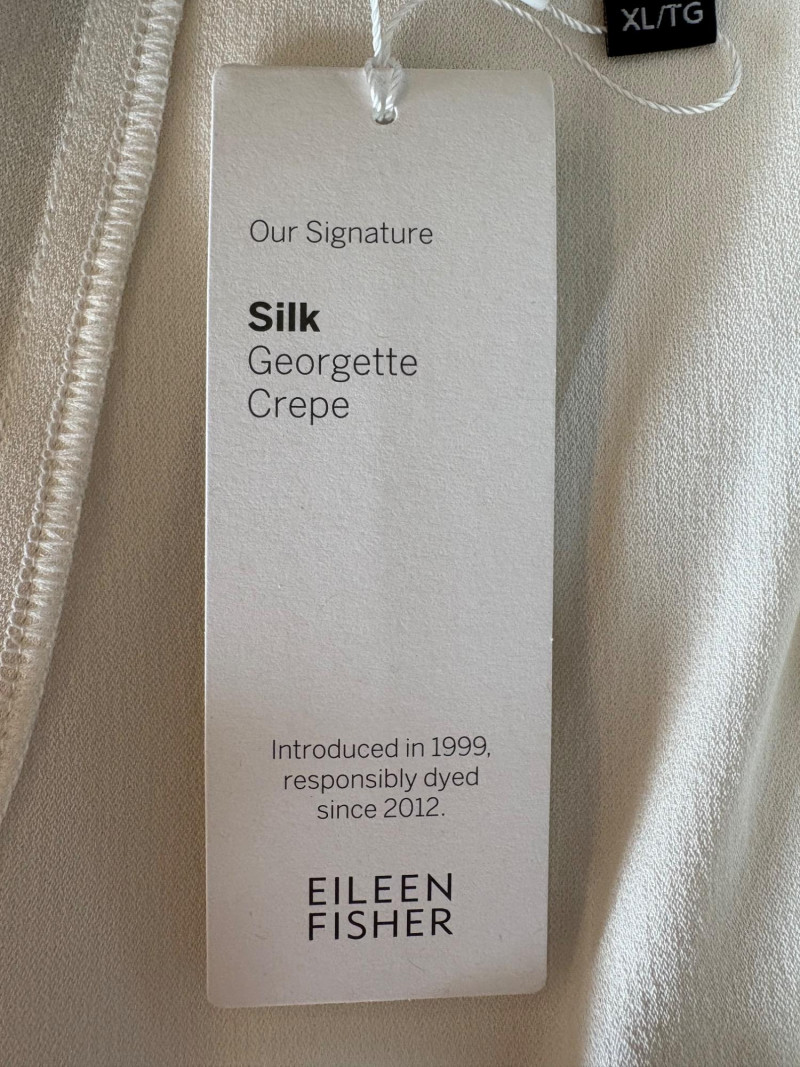 XL/TG
Our Signature
Silk
Georgette
Crepe
Introduced in 1999,
responsibly dyed
since 2012.
EILEEN
FISHER